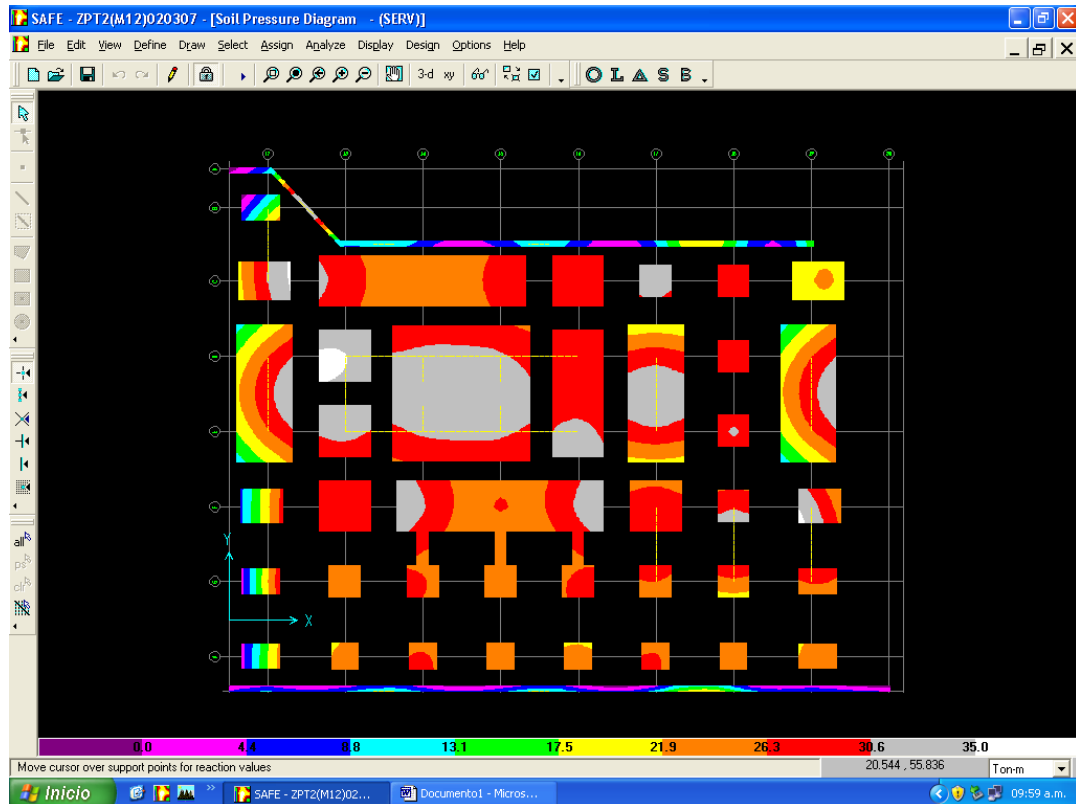 SAFE - ZPT2(M12)020307 - [Soil Pressure Diagram - (SERV)]
File Edit View Define Draw Select Assign Analyze Display Design Options Help
3-d xy
L S B
all
ps
clr
Y
X
0.0 4.4 8.8 13.1 17.5 21.9 26.3 30.6 35.0
Move cursor over support points for reaction values
20.544 , 55.836
Ton-m
Inicio
SAFE - ZPT2(M12)02...
Documento1 - Micros...
09:59 a.m.